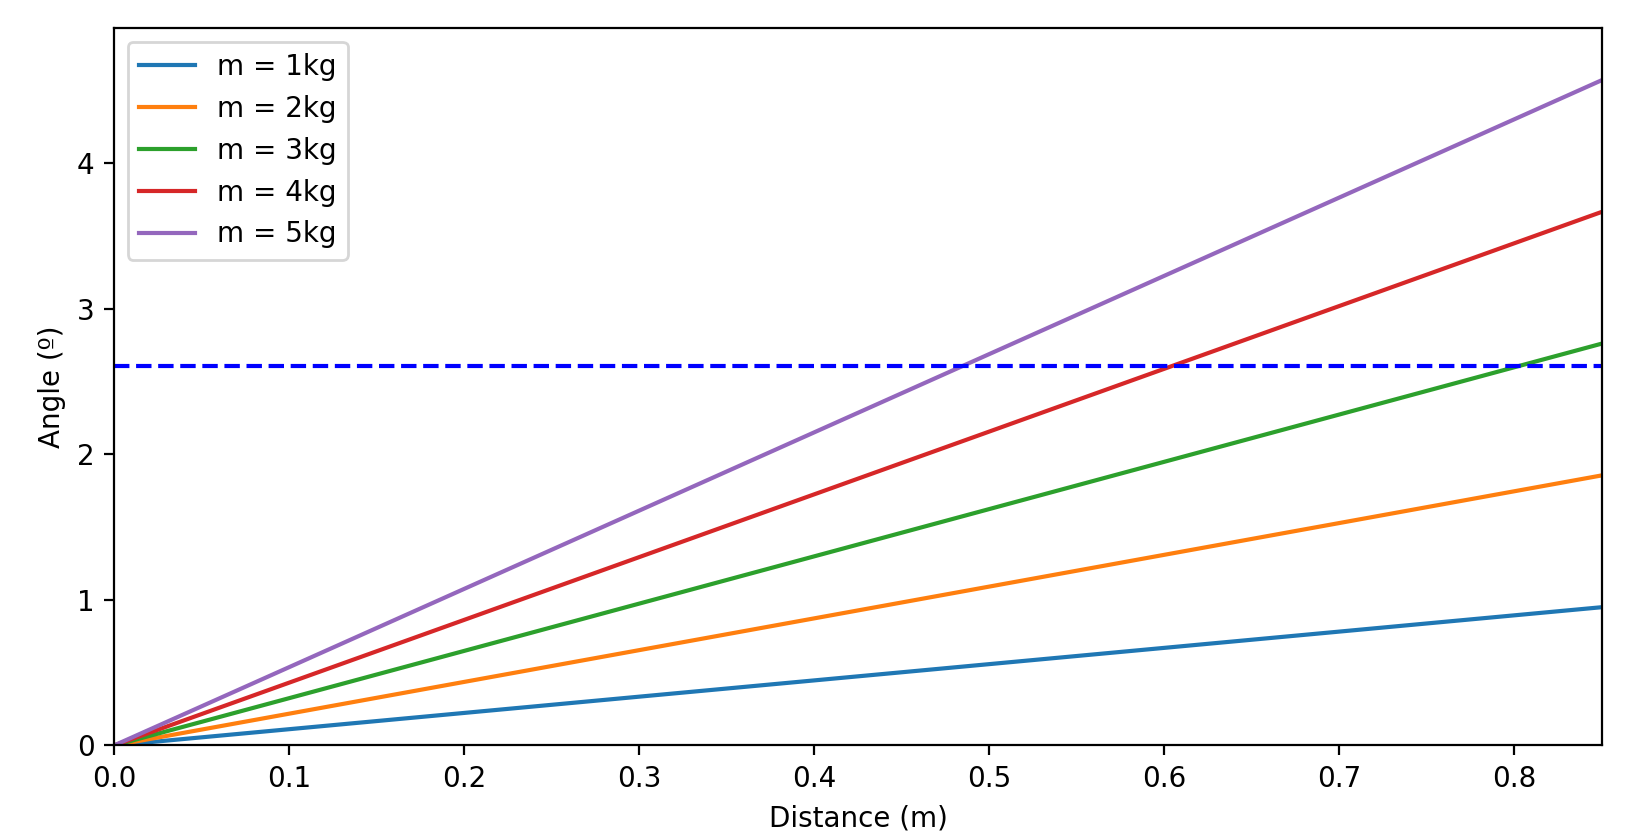 m = 1kg
m = 2kg
m = 3kg
m = 4kg
m = 5kg
4
3
2
1
0
Angle (º)
0.0 0.1 0.2 0.3 0.4 0.5 0.6 0.7 0.8
Distance (m)